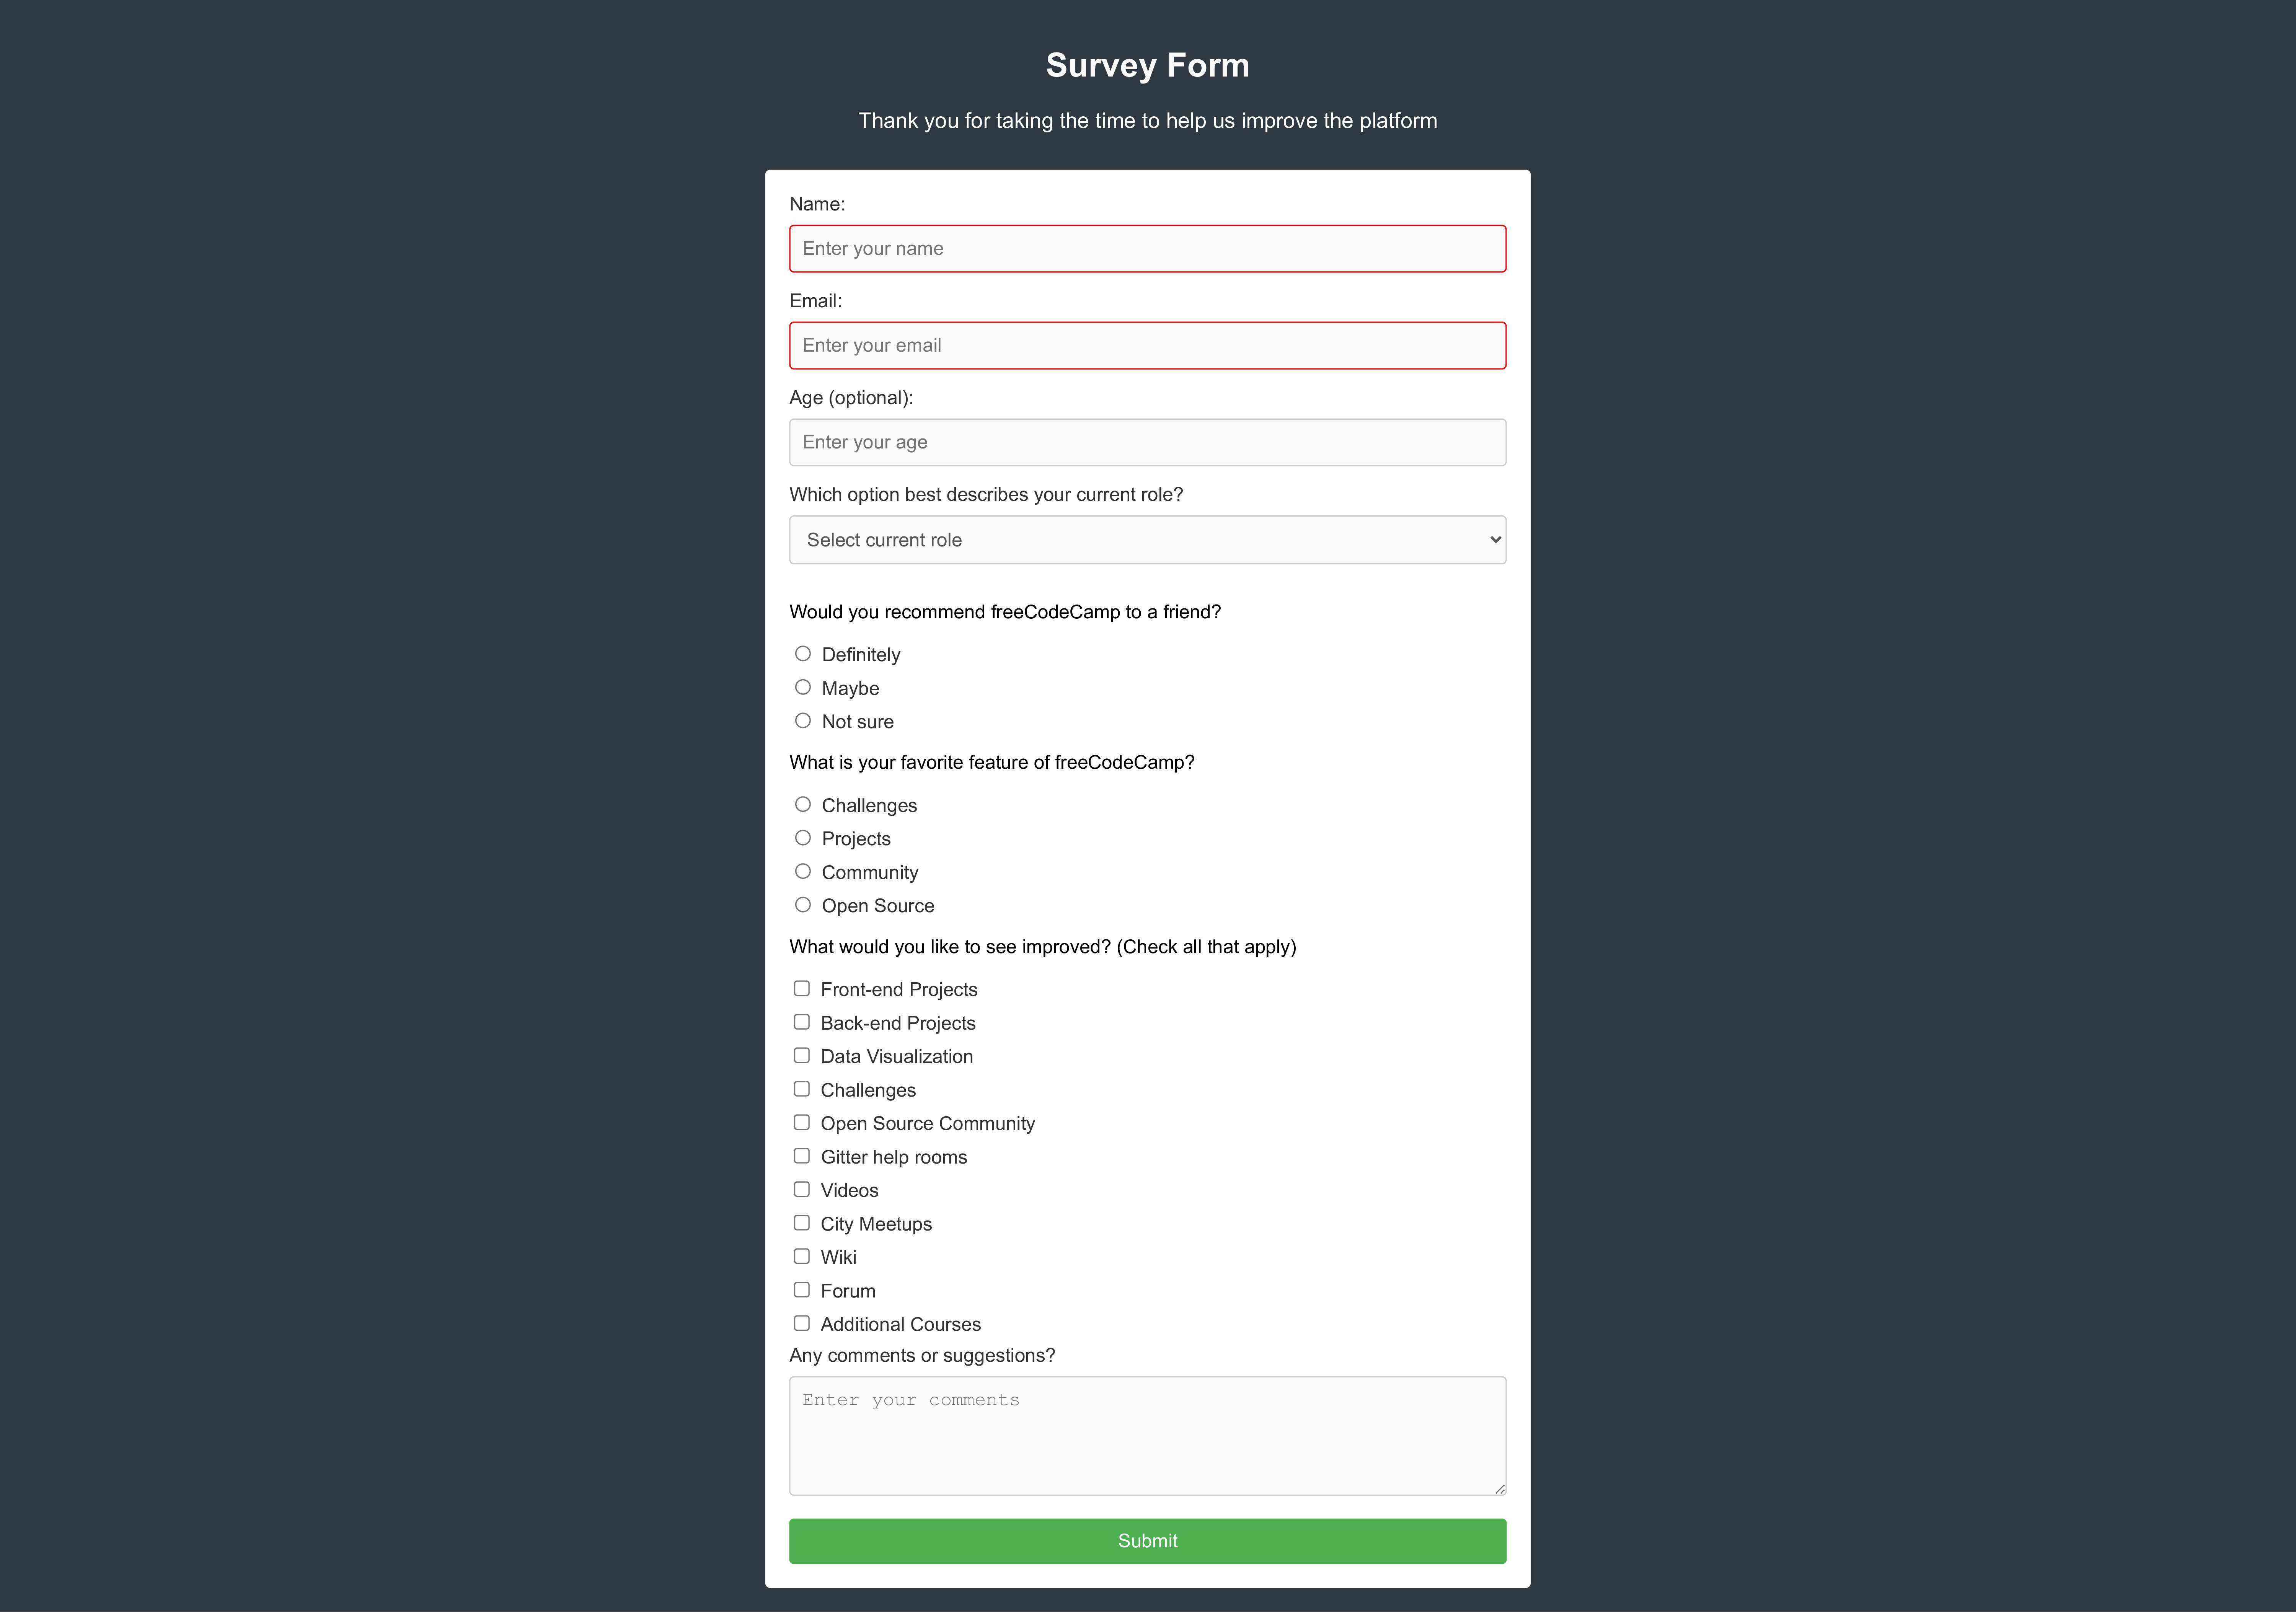 Survey Form
Thank you for taking the time to help us improve the platform
Name:
Enter your name
Email:
Enter your email
Age (optional):
Enter your age
Which option best describes your current role?
Select current role
Would you recommend freeCodeCamp to a friend?
Definitely
Maybe
Not sure
What is your favorite feature of freeCodeCamp?
Challenges
Projects
Community
Open Source
What would you like to see improved? (Check all that apply)
Front-end Projects
Back-end Projects
Data Visualization
Challenges
Open Source Community
Gitter help rooms
Videos
City Meetups
Wiki
Forum
Additional Courses
Any comments or suggestions?
Enter your comments
Submit